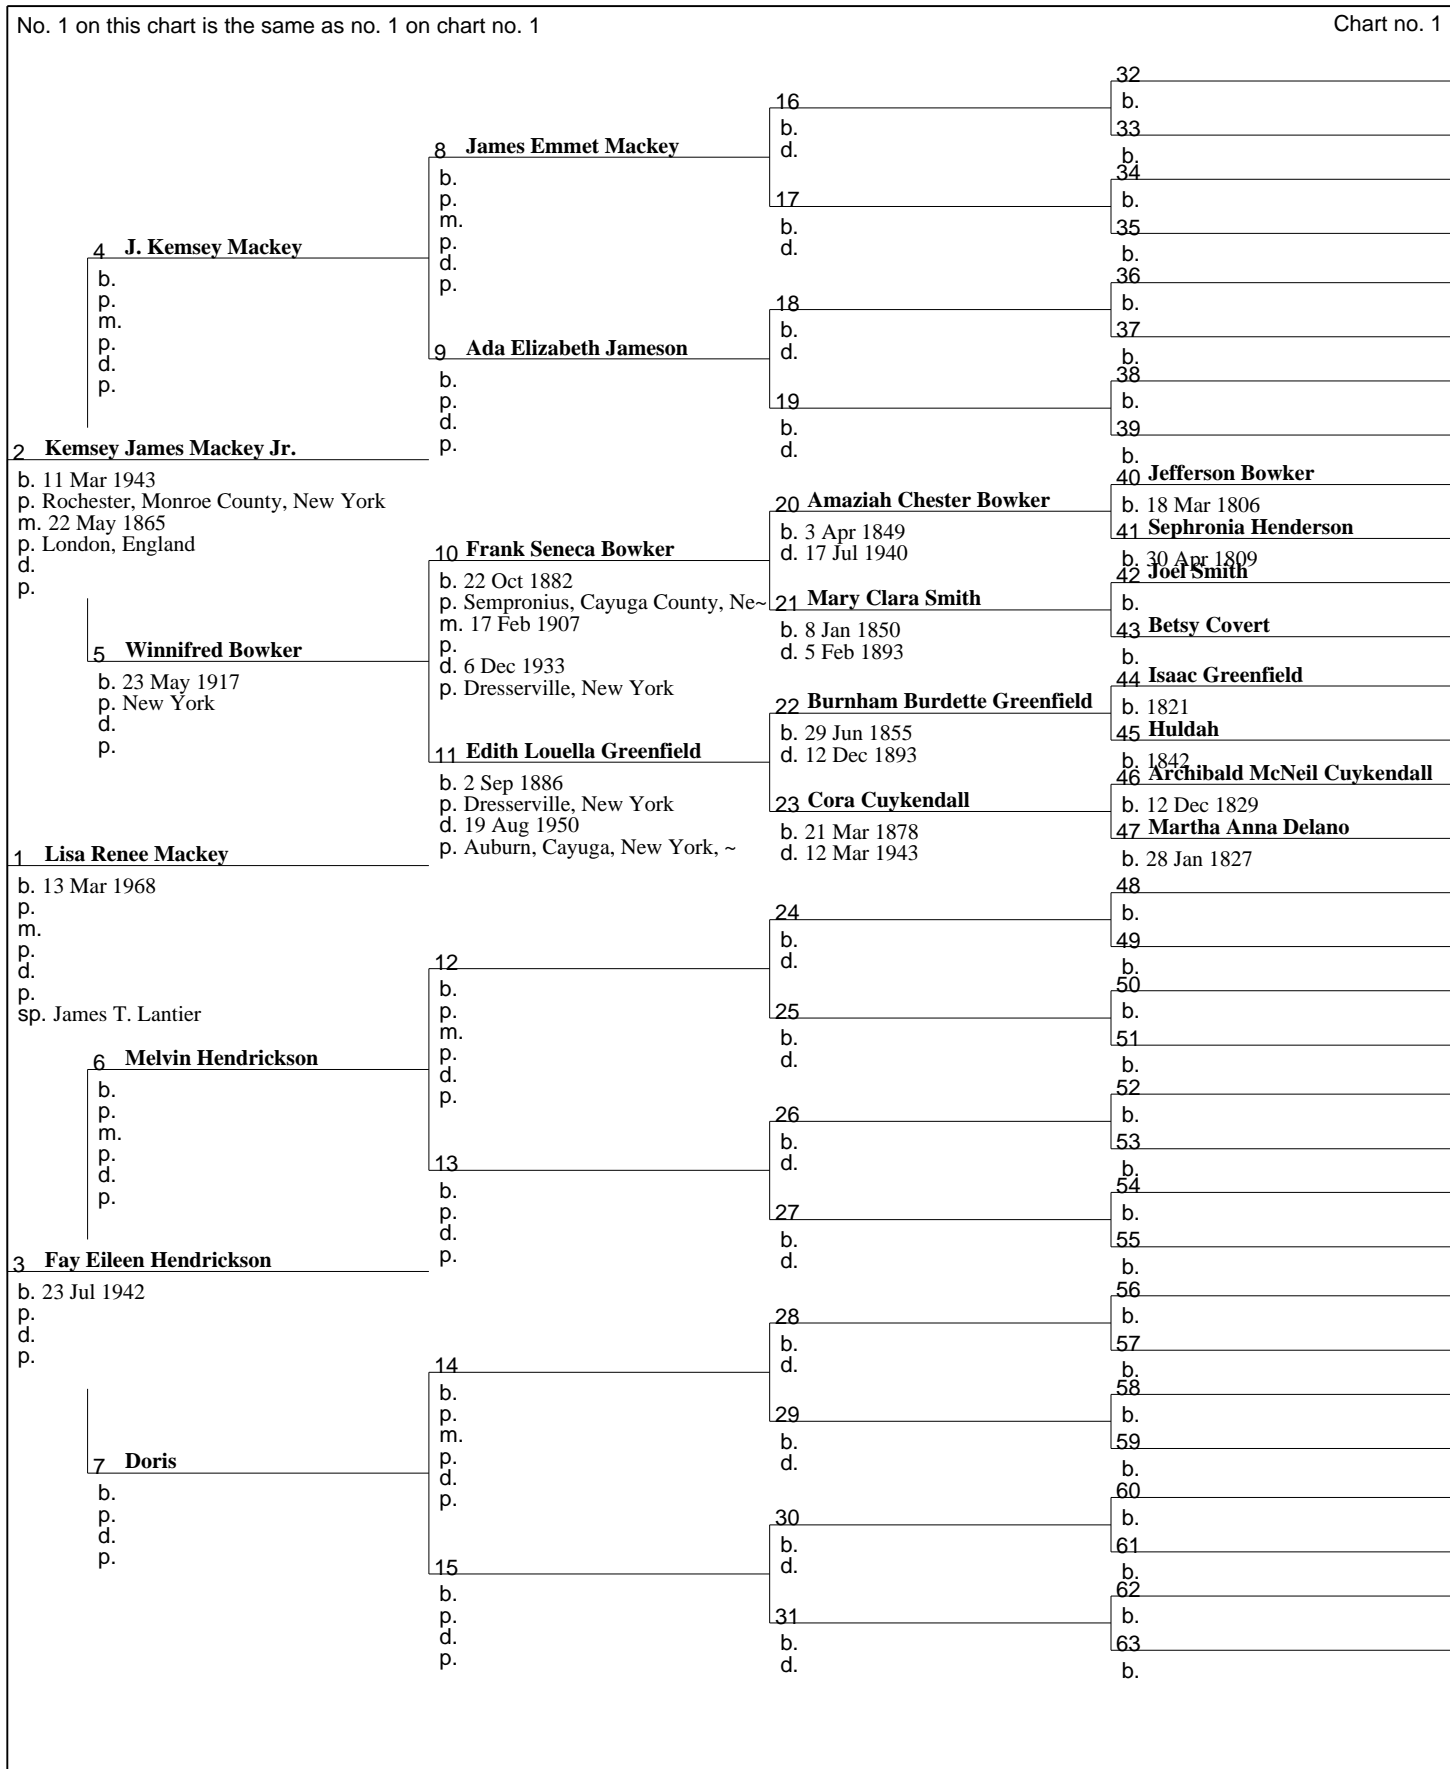 No. 1 on this chart is the same as no. 1 on chart no. 1
Chart no. 1
1 Lisa Renee Mackey
b. 13 Mar 1968
p.
m.
p.
d.
p.
sp. James T. Lantier
2 Kemsey James Mackey Jr.
b. 11 Mar 1943
p. Rochester, Monroe County, New York
m. 22 May 1865
p. London, England
d.
p.
3 Fay Eileen Hendrickson
b. 23 Jul 1942
p.
d.
p.
4 J. Kemsey Mackey
b.
p.
m.
p.
d.
p.
5 Winnifred Bowker
b. 23 May 1917
p. New York
d.
p.
6 Melvin Hendrickson
b.
p.
m.
p.
d.
p.
7 Doris
b.
p.
d.
p.
8 James Emmet Mackey
b.
p.
m.
p.
d.
p.
9 Ada Elizabeth Jameson
b.
p.
d.
p.
10 Frank Seneca Bowker
b. 22 Oct 1882
p. Sempronius, Cayuga County, Ne~
m. 17 Feb 1907
p.
d. 6 Dec 1933
p. Dresserville, New York
11 Edith Louella Greenfield
b. 2 Sep 1886
p. Dresserville, New York
d. 19 Aug 1950
p. Auburn, Cayuga, New York, ~
12
b.
p.
m.
p.
d.
p.
13
b.
p.
d.
p.
14
b.
p.
m.
p.
d.
p.
15
b.
p.
d.
p.
16
b.
d.
17
b.
d.
18
b.
d.
19
b.
d.
20 Amaziah Chester Bowker
b. 3 Apr 1849
d. 17 Jul 1940
21 Mary Clara Smith
b. 8 Jan 1850
d. 5 Feb 1893
22 Burnham Burdette Greenfield
b. 29 Jun 1855
d. 12 Dec 1893
23 Cora Cuykendall
b. 21 Mar 1878
d. 12 Mar 1943
24
b.
d.
25
b.
d.
26
b.
d.
27
b.
d.
28
b.
d.
29
b.
d.
30
b.
d.
31
b.
d.
32
b.
33
b.
34
b.
35
b.
36
b.
37
b.
38
b.
39
b.
40 Jefferson Bowker
b. 18 Mar 1806
41 Sephronia Henderson
b. 30 Apr 1809
42 Joel Smith
b.
43 Betsy Covert
b.
44 Isaac Greenfield
b. 1821
45 Huldah
b. 1842
46 Archibald McNeil Cuykendall
b. 12 Dec 1829
47 Martha Anna Delano
b. 28 Jan 1827
48
b.
49
b.
50
b.
51
b.
52
b.
53
b.
54
b.
55
b.
56
b.
57
b.
58
b.
59
b.
60
b.
61
b.
62
b.
63
b.